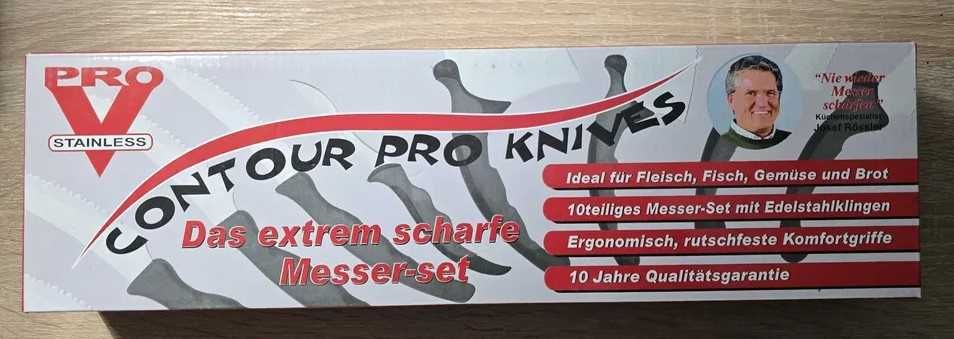 PRO
V
STAINLESS
CONTOUR PRO KNIVES
Das extrem scharfe
Messer-set
"Nie wieder
Messer
schärfen"
Küchenspezialist
Josef Rössler
Ideal für Fleisch, Fisch, Gemüse und Brot
10teiliges Messer-Set mit Edelstahlklingen
Ergonomisch, rutschfeste Komfortgriffe
10 Jahre Qualitätsgarantie